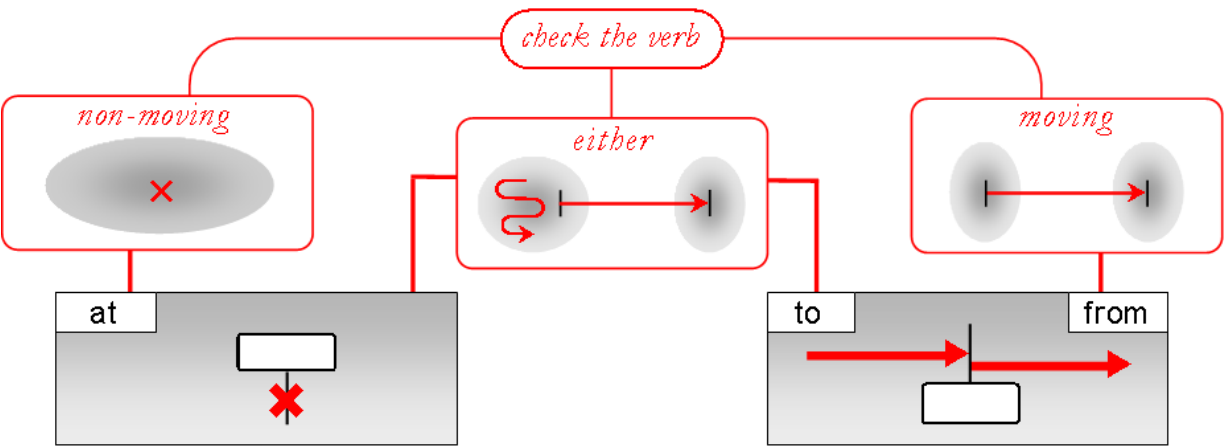 check the verb
non-moving
either
moving
at
to
from